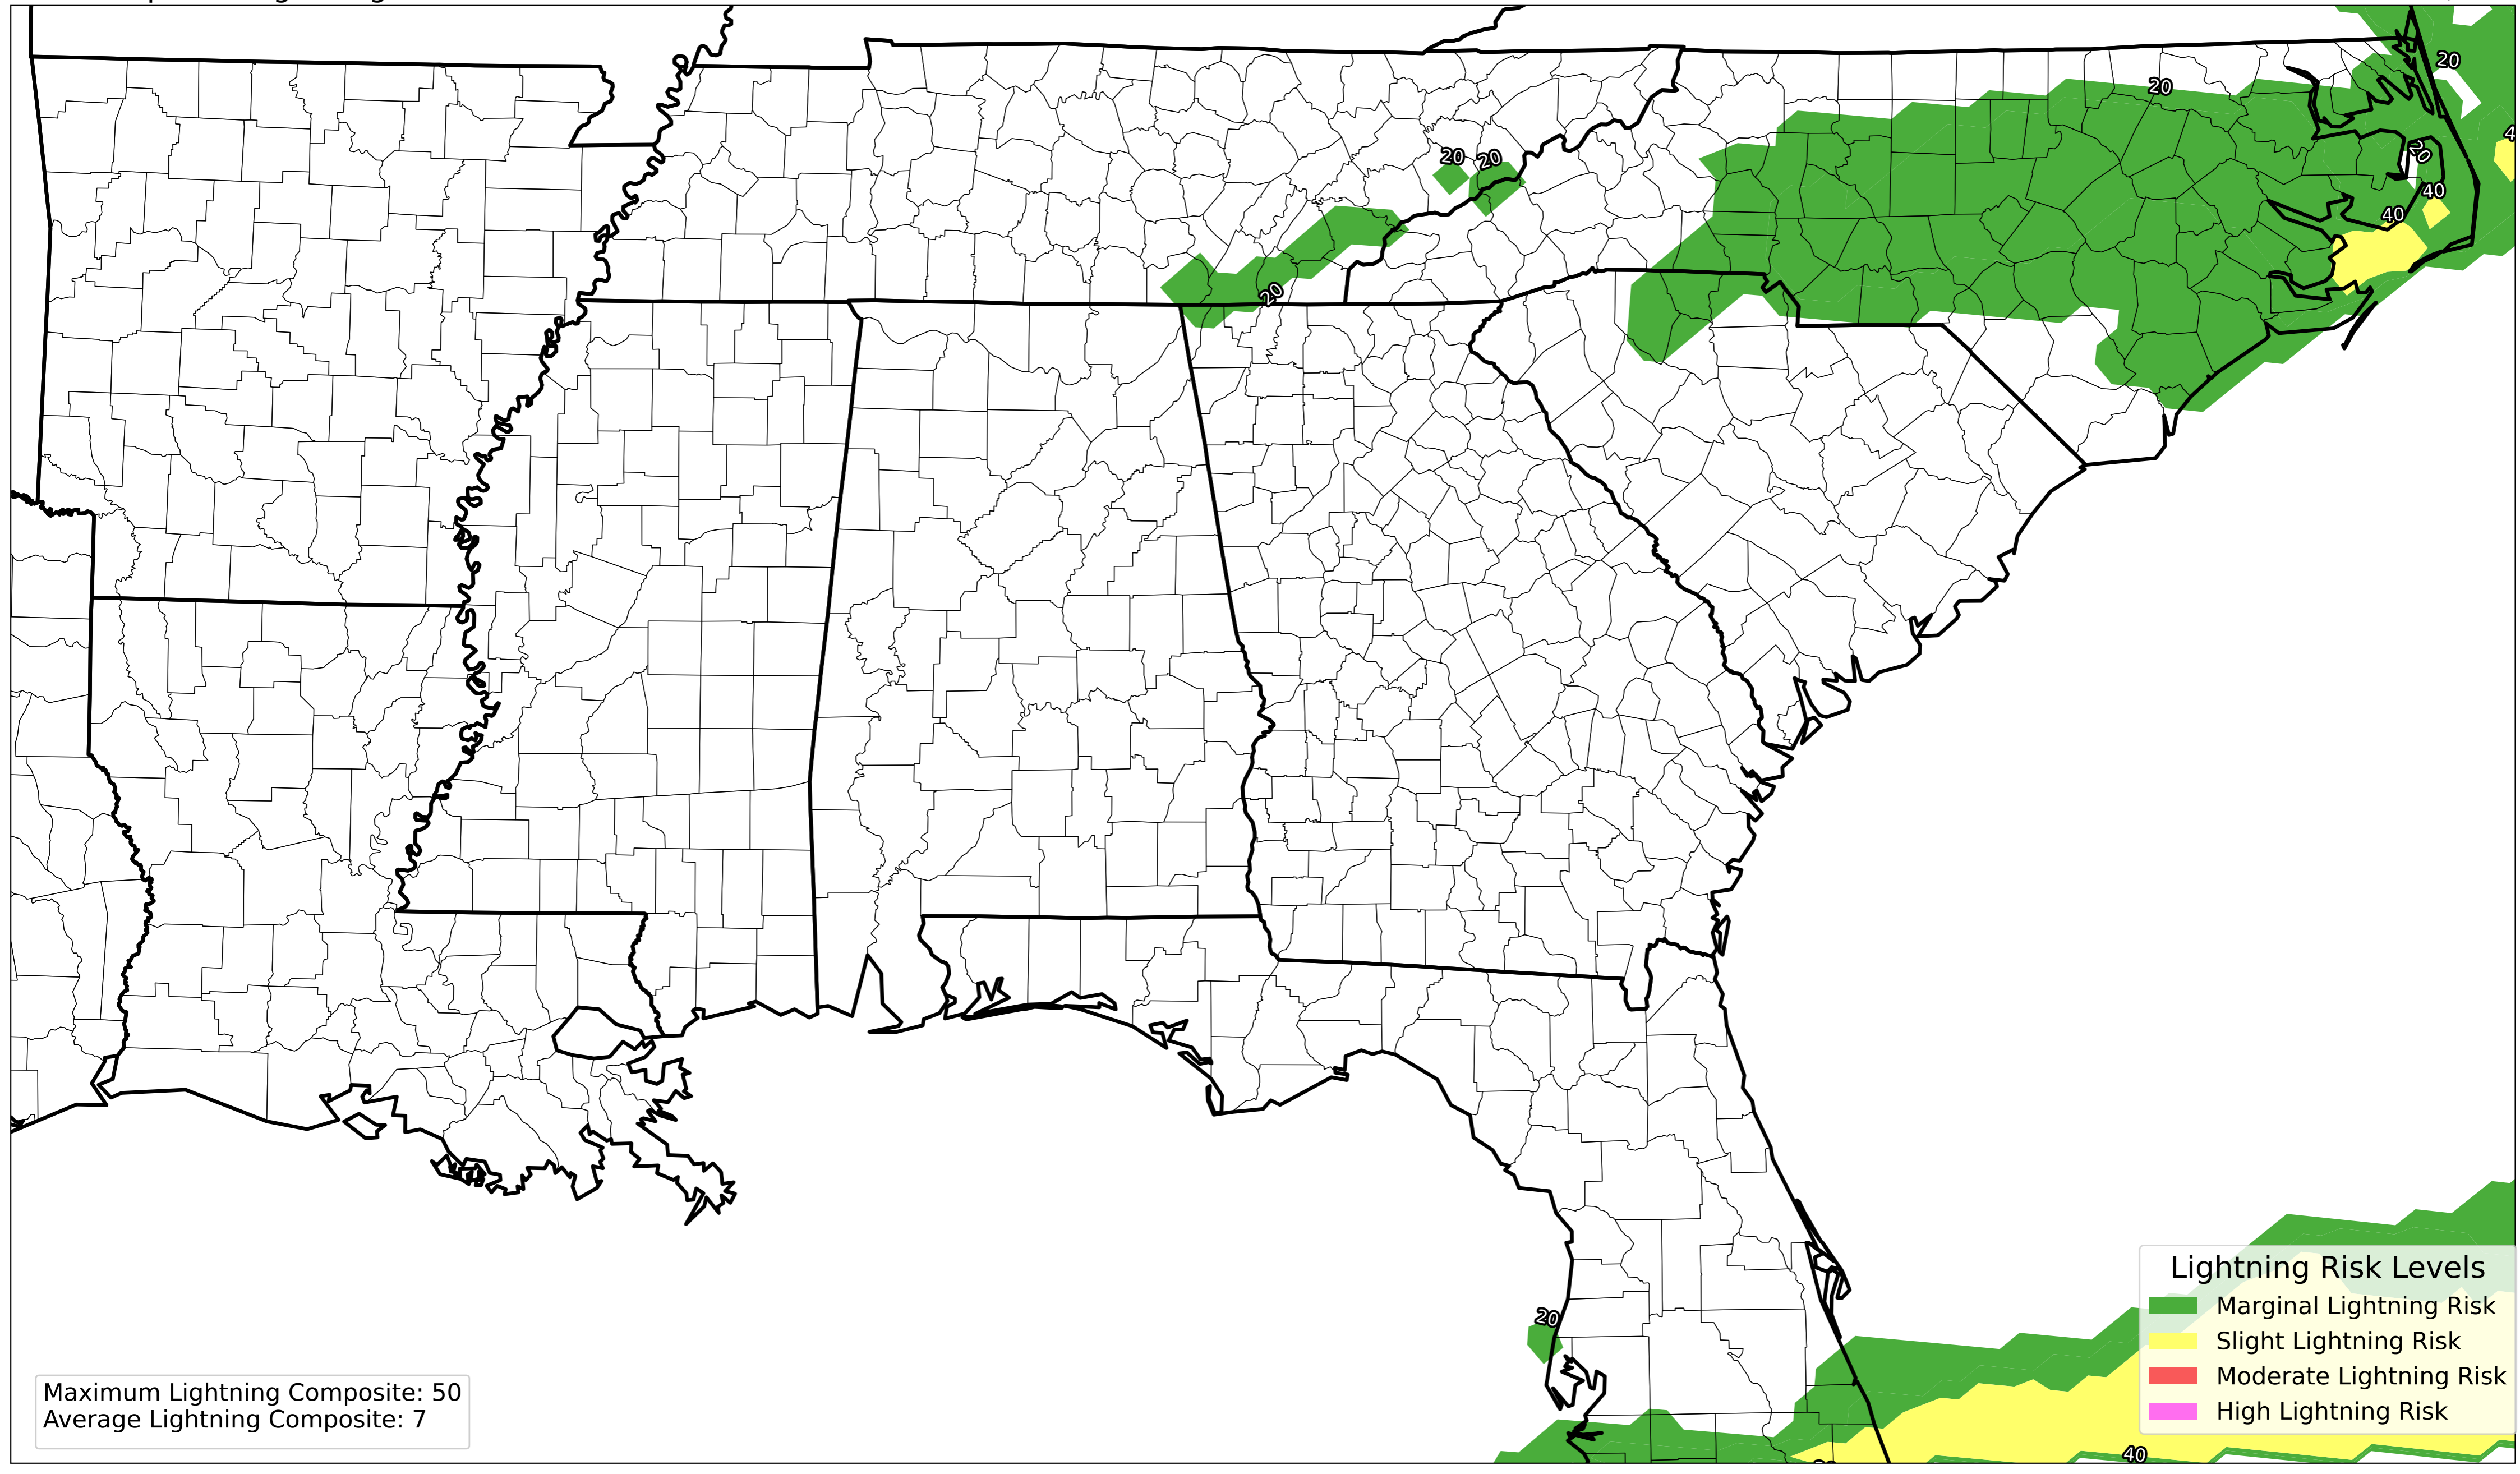 20
20
20
20
20
40
40
20
20
Lightning Risk Levels
Marginal Lightning Risk
Slight Lightning Risk
Moderate Lightning Risk
High Lightning Risk
Maximum Lightning Composite: 50
Average Lightning Composite: 7
40